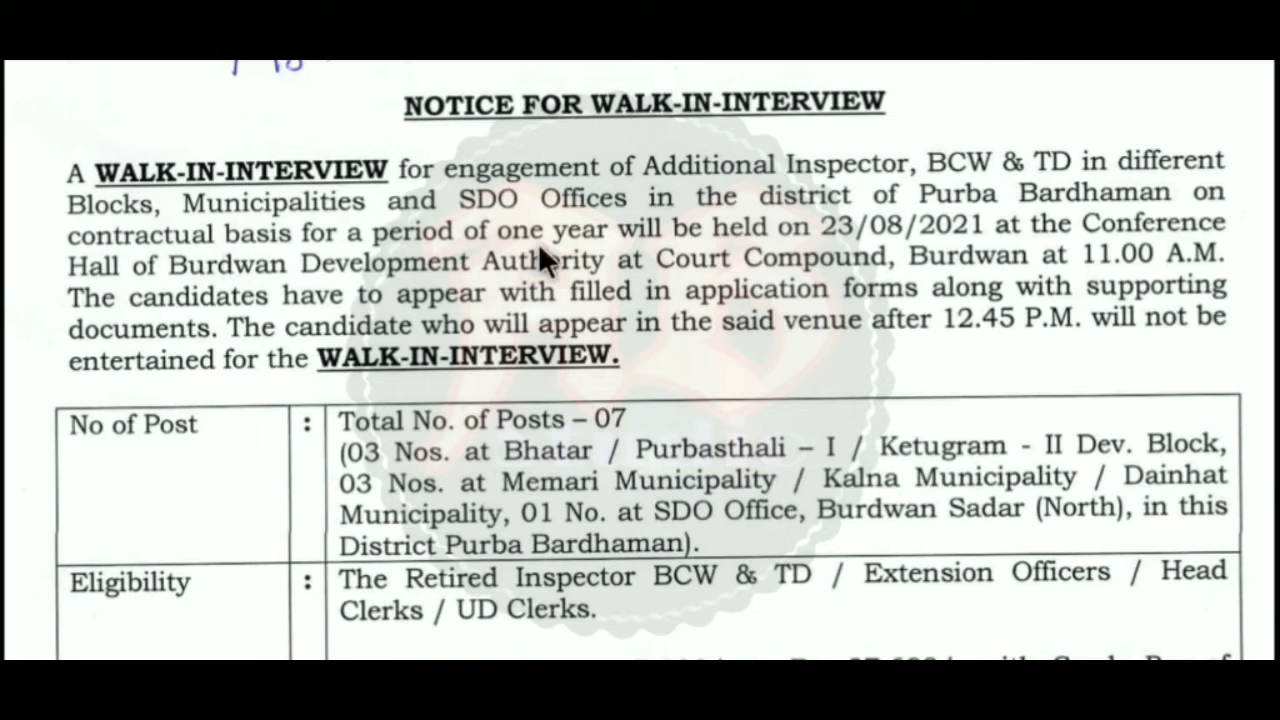 NOTICE FOR WALK-IN-INTERVIEW
A WALK-IN-INTERVIEW for engagement of Additional Inspector, BCW & TD in different
Blocks, Municipalities and SDO Offices in the district of Purba Bardhaman on
contractual basis for a period of one year will be held on 23/08/2021 at the Conference
Hall of Burdwan Development Authority at Court Compound, Burdwan at 11.00 A.M.
The candidates have to appear with filled in application forms along with supporting
documents. The candidate who will appear in the said venue after 12.45 P.M. will not be
entertained for the WALK-IN-INTERVIEW.
No of Post : Total No. of Posts – 07
(03 Nos. at Bhatar / Purbasthali – I / Ketugram - II Dev. Block,
03 Nos. at Memari Municipality / Kalna Municipality / Dainhat
Municipality, 01 No. at SDO Office, Burdwan Sadar (North), in this
District Purba Bardhaman).
Eligibility : The Retired Inspector BCW & TD / Extension Officers / Head
Clerks / UD Clerks.